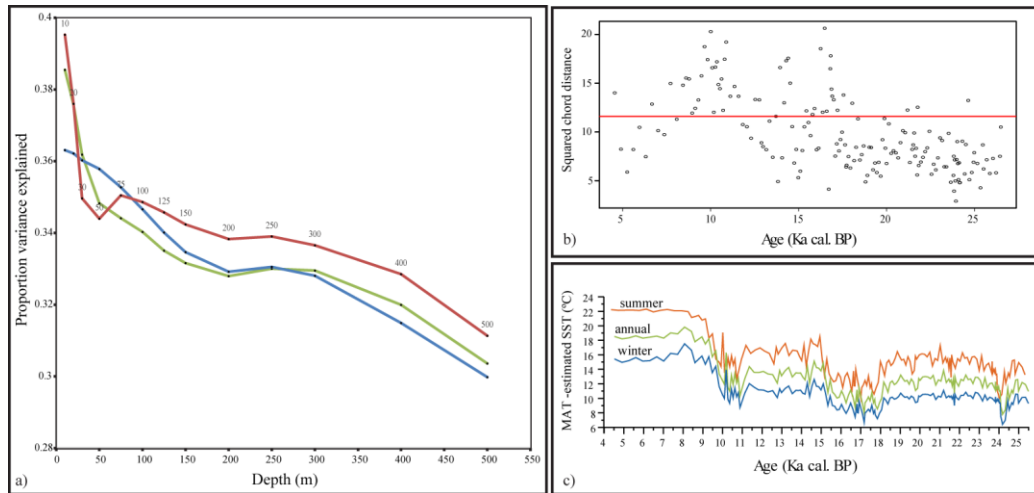 0.4
0.38
0.36
0.34
0.32
0.3
0.28
Proportion variance explained
10
20
30
50
75
100
125
150
200
250
300
400
500
0 50 100 150 200 250 300 350 400 450 500 550
Depth (m)
a)
20
15
10
5
Squared chord distance
5 10 15 20 25
Age (Ka cal. BP)
b)
24
22
20
18
16
14
12
10
8
6
MAT -estimated SST (°C)
summer
annual
winter
4 5 6 7 8 9 10 11 12 13 14 15 16 17 18 19 20 21 22 23 24 25
Age (Ka cal. BP)
c)